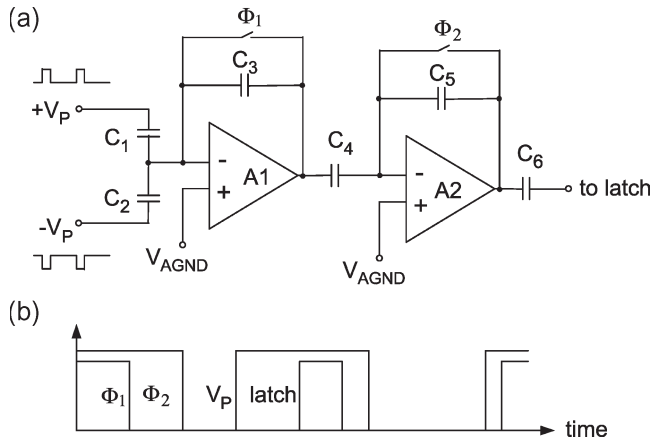 (a)
Φ1
Φ2
C3
C5
+VP
C1
C4
C6
- A1
- A2
to latch
+
+
C2
-VP
VAGND
VAGND
(b)
Φ1 Φ2 VP latch
time